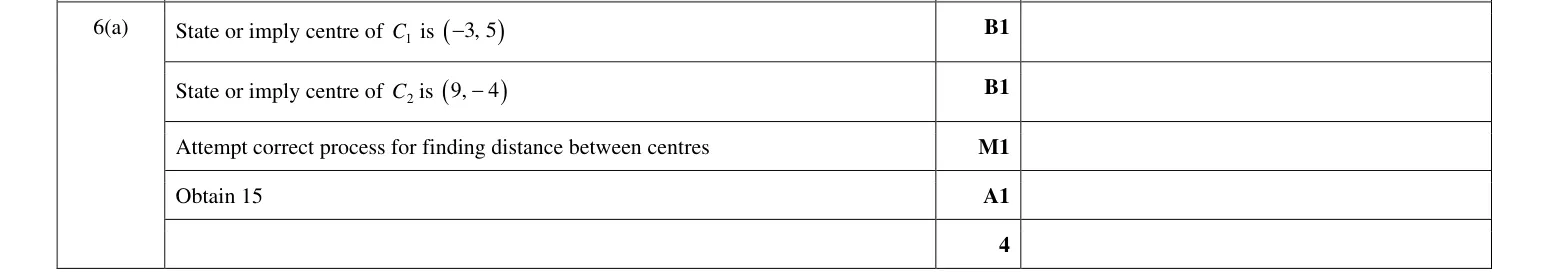 6(a) State or imply centre of C₁ is (−3, 5) B1
State or imply centre of C₂ is (9, − 4) B1
Attempt correct process for finding distance between centres M1
Obtain 15 A1
4